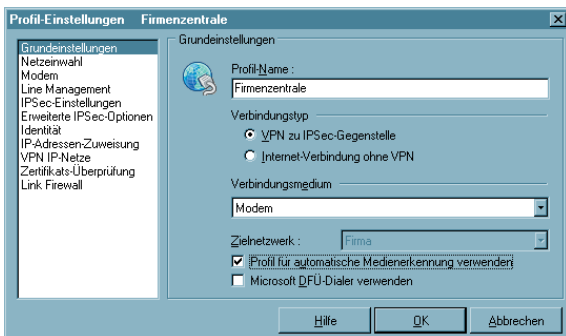 Profil-Einstellungen Firmenzentrale
Grundeinstellungen
Netzeinwahl
Modem
Line Management
IPSec-Einstellungen
Erweiterte IPSec-Optionen
Identität
IP-Adressen-Zuweisung
VPN IP-Netze
Zertifikats-Überprüfung
Link Firewall
Grundeinstellungen
Profil-Name :
Firmenzentrale
Verbindungstyp
VPN zu IPSec-Gegenstelle
Internet-Verbindung ohne VPN
Verbindungsmedium
Modem
Zielnetzwerk : Firma
Profil für automatische Medienerkennung verwenden
Microsoft DFÜ-Dialer verwenden
Hilfe OK Abbrechen